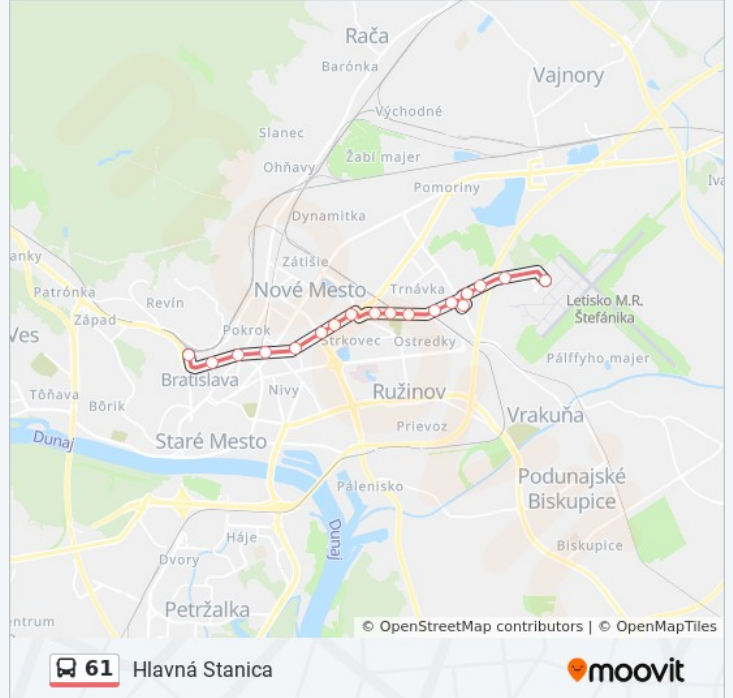 Rača
Barónka
Vajnory
Východné
Slanec
Žabí majer
Ohňavy
Pomoriny
Iva
Dynamitka
anky
Zátišie
Patrónka
Nové Mesto
Trnávka
Revín
Letisko M.R.
Štefánika
Západ
Pokrok
Ves
Strkovec
Ostredky
Pálffyho majer
Bratislava
Tôňava
Nivy
Ružinov
Bôrik
Vrakuňa
Prievoz
Dunaj
Staré Mesto
Podunajské
Biskupice
Pálenisko
Dunaj
Háje
Biskupice
Dvory
Petržalka
entrum
© OpenStreetMap contributors | © OpenMapTiles
61 Hlavná Stanica
moovit